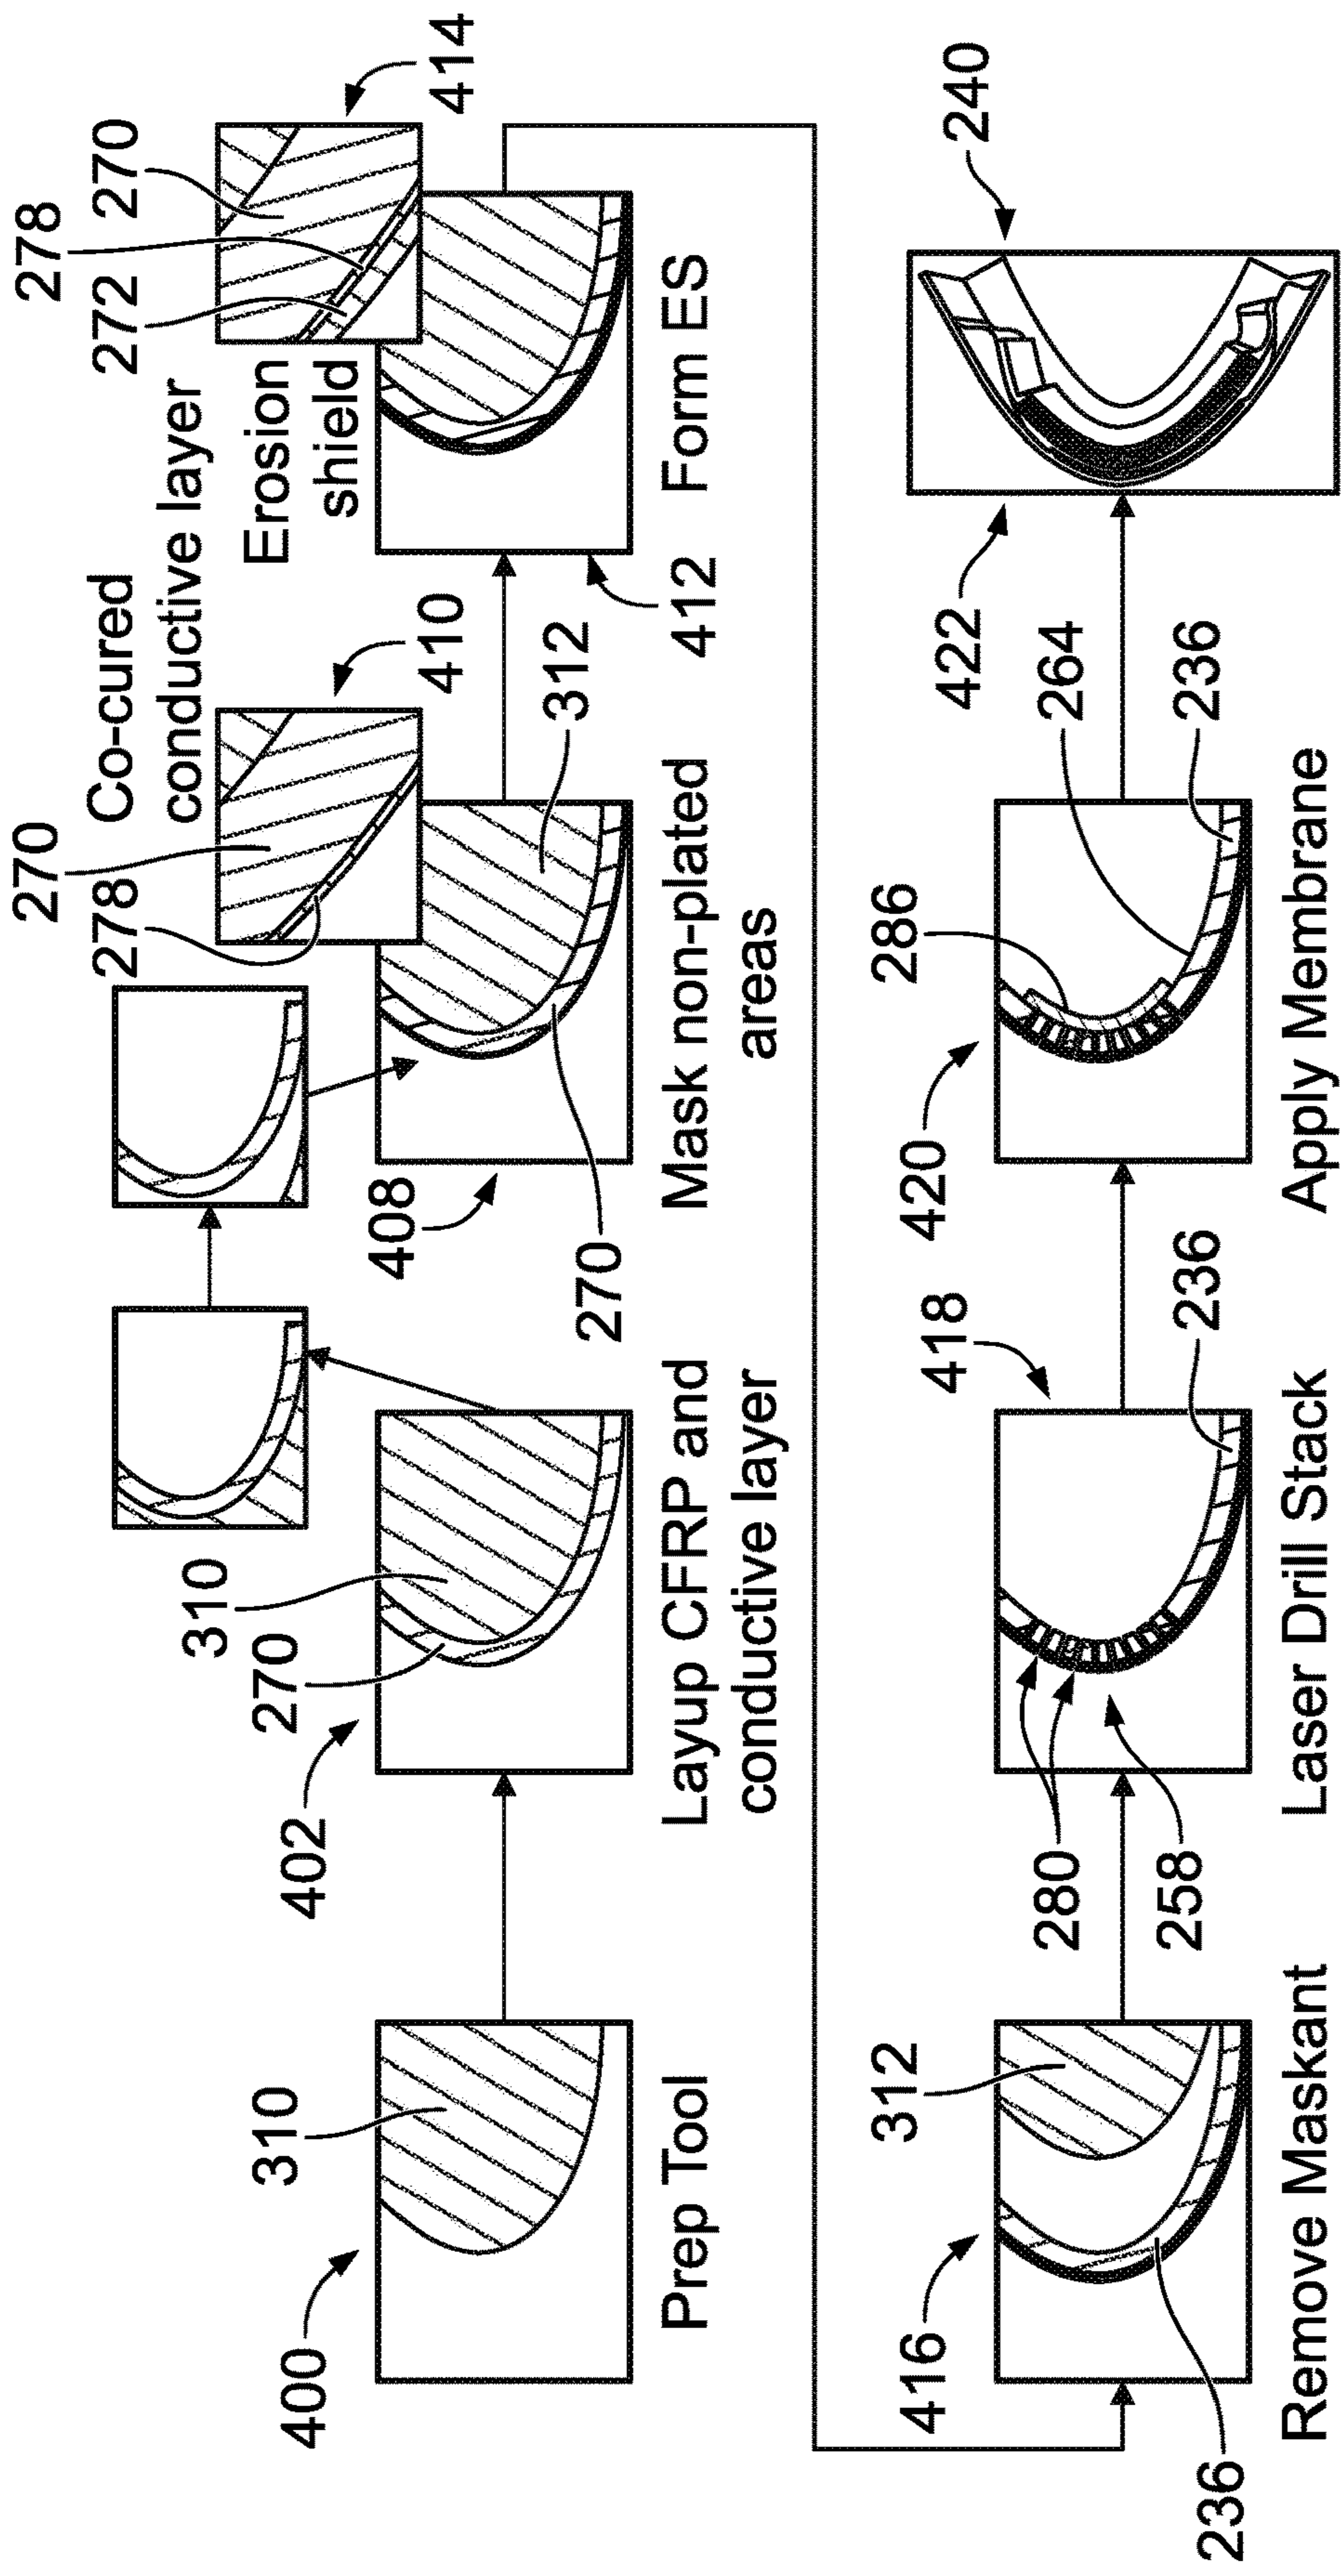 400
310
Prep Tool
402
270
310
Layup CFRP and
conductive layer
408
270
278
270
Co-cured
conductive layer
410
312
Mask non-plated
areas
412
Erosion
shield
272
278
270
414
Form ES
416
236
312
Remove Maskant
280
258
418
236
Laser Drill Stack
420
286
264
236
Apply Membrane
422
240